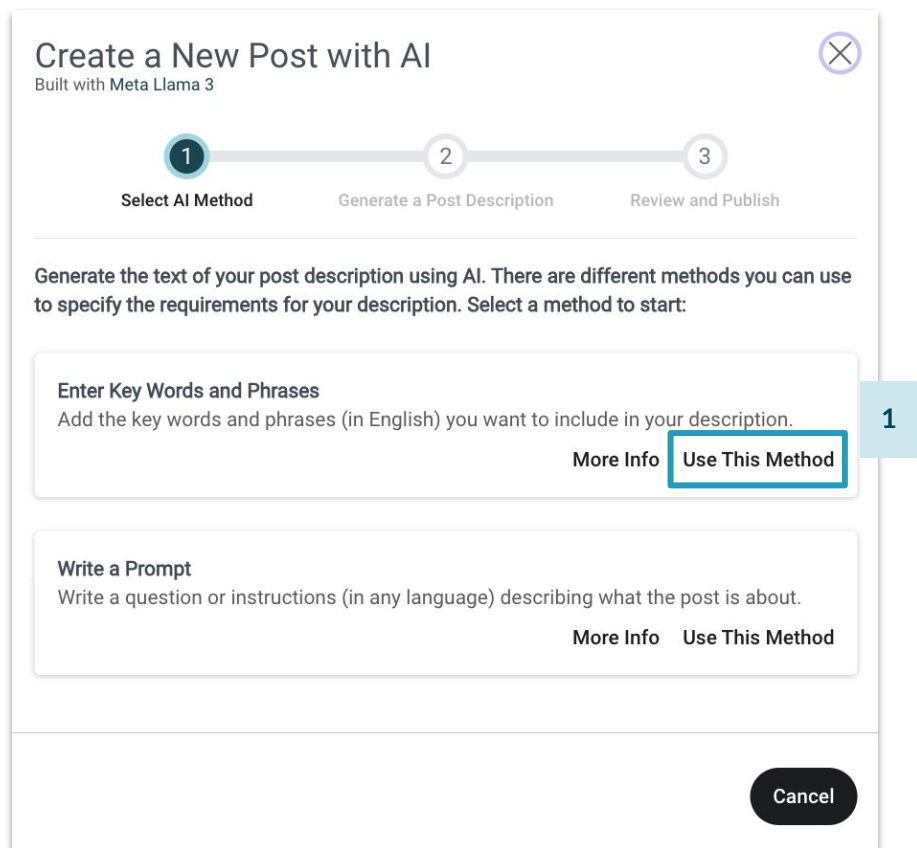 Create a New Post with AI
Built with Meta Llama 3
1
2
3
Select AI Method
Generate a Post Description
Review and Publish
Generate the text of your post description using AI. There are different methods you can use
to specify the requirements for your description. Select a method to start:
Enter Key Words and Phrases
Add the key words and phrases (in English) you want to include in your description.
More Info Use This Method
1
Write a Prompt
Write a question or instructions (in any language) describing what the post is about.
More Info Use This Method
Cancel